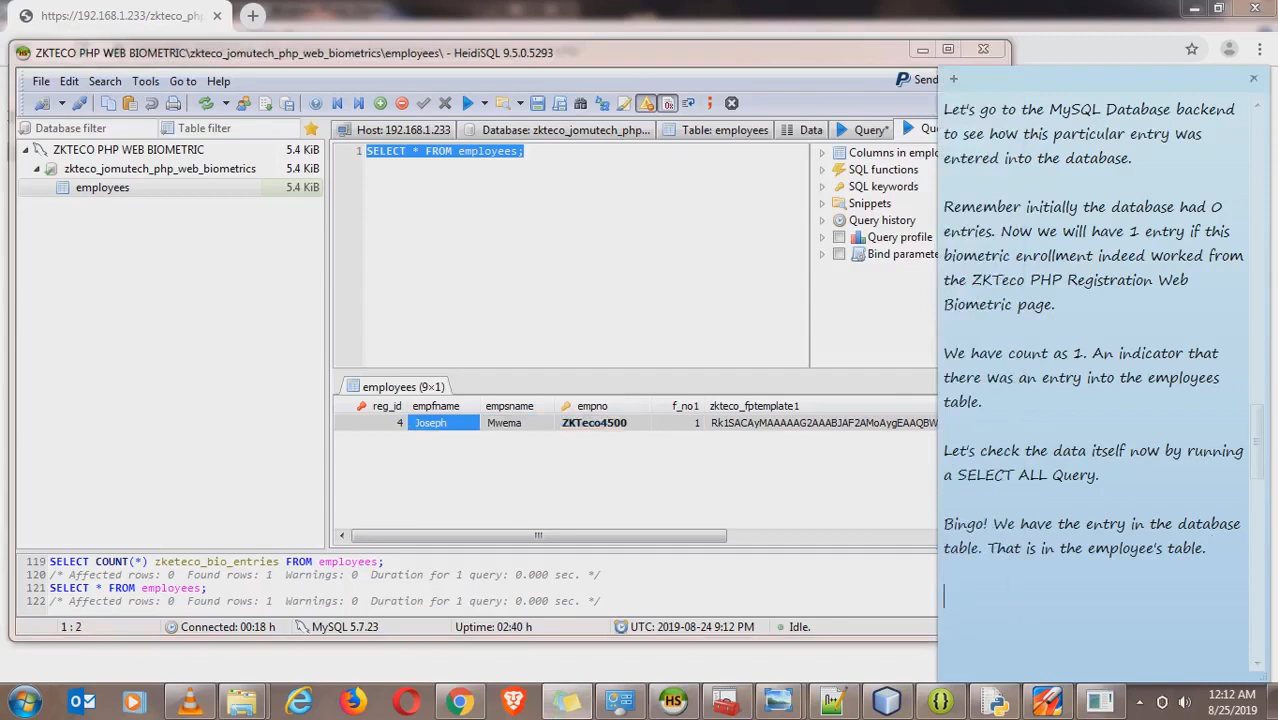 https://192.168.1.233/zkteco_ph
ZKTECO PHP WEB BIOMETRIC\zkteco_jomutech_php_web_biometrics\employees\ - HeidiSQL 9.5.0.5293
File Edit Search Tools Go to Help
Send
Database filter
Table filter
Host: 192.168.1.233
Database: zkteco_jomutech_php...
Table: employees
Data
Query*
Que
ZKTECO PHP WEB BIOMETRIC 5.4 KiB
zkteco_jomutech_php_web_biometrics 5.4 KiB
employees 5.4 KiB
1 SELECT * FROM employees;
Columns in emplo
SQL functions
SQL keywords
Snippets
Query history
Query profile
Bind paramete
employees (9×1)
reg_id empfname empsname empno f_no1 zkteco_fptemplate1
4 Joseph Mwema ZKTeco4500 1 Rk1SACAyMAAAAAG2AAABJAF2AMoAygEAAQBW
119 SELECT COUNT(*) zketeco_bio_entries FROM employees;
120 /* Affected rows: 0 Found rows: 1 Warnings: 0 Duration for 1 query: 0.000 sec. */
121 SELECT * FROM employees;
122 /* Affected rows: 0 Found rows: 1 Warnings: 0 Duration for 1 query: 0.000 sec. */
1 : 2 Connected: 00:18 h MySQL 5.7.23 Uptime: 02:40 h UTC: 2019-08-24 9:12 PM Idle.
Let's go to the MySQL Database backend
to see how this particular entry was
entered into the database.
Remember initially the database had 0
entries. Now we will have 1 entry if this
biometric enrollment indeed worked from
the ZKTeco PHP Registration Web
Biometric page.
We have count as 1. An indicator that
there was an entry into the employees
table.
Let's check the data itself now by running
a SELECT ALL Query.
Bingo! We have the entry in the database
table. That is in the employee's table.
12:12 AM
8/25/2019